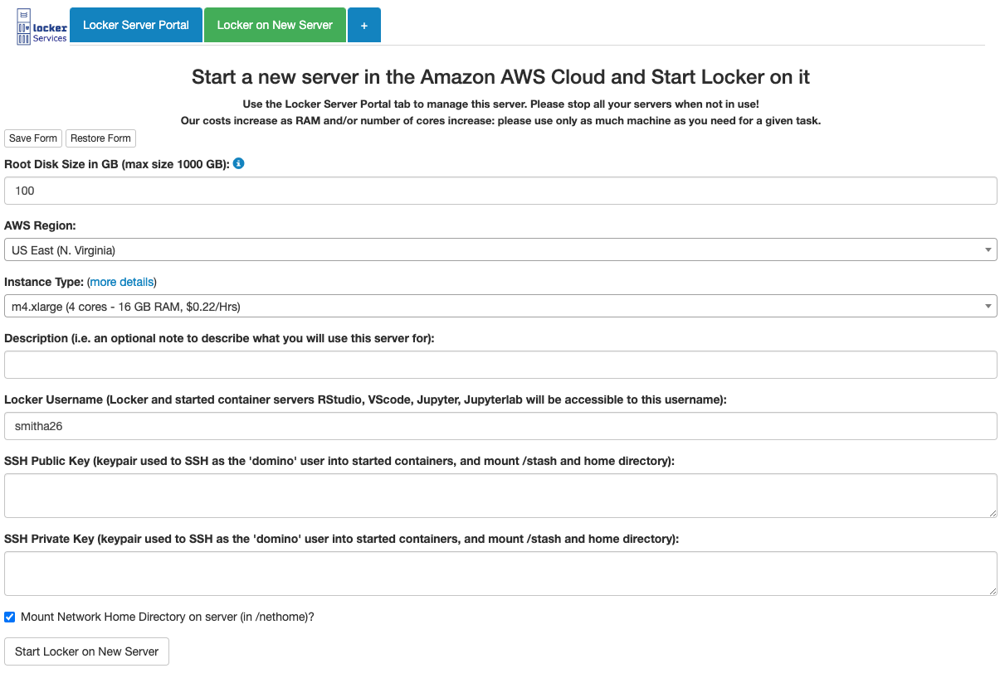 locker
Services
Locker Server Portal
Locker on New Server
+
Start a new server in the Amazon AWS Cloud and Start Locker on it
Use the Locker Server Portal tab to manage this server. Please stop all your servers when not in use!
Our costs increase as RAM and/or number of cores increase: please use only as much machine as you need for a given task.
Save Form
Restore Form
Root Disk Size in GB (max size 1000 GB):
100
AWS Region:
US East (N. Virginia)
Instance Type: (more details)
m4.xlarge (4 cores - 16 GB RAM, $0.22/Hrs)
Description (i.e. an optional note to describe what you will use this server for):
Locker Username (Locker and started container servers RStudio, VScode, Jupyter, Jupyterlab will be accessible to this username):
smitha26
SSH Public Key (keypair used to SSH as the 'domino' user into started containers, and mount /stash and home directory):
SSH Private Key (keypair used to SSH as the 'domino' user into started containers, and mount /stash and home directory):
Mount Network Home Directory on server (in /nethome)?
Start Locker on New Server